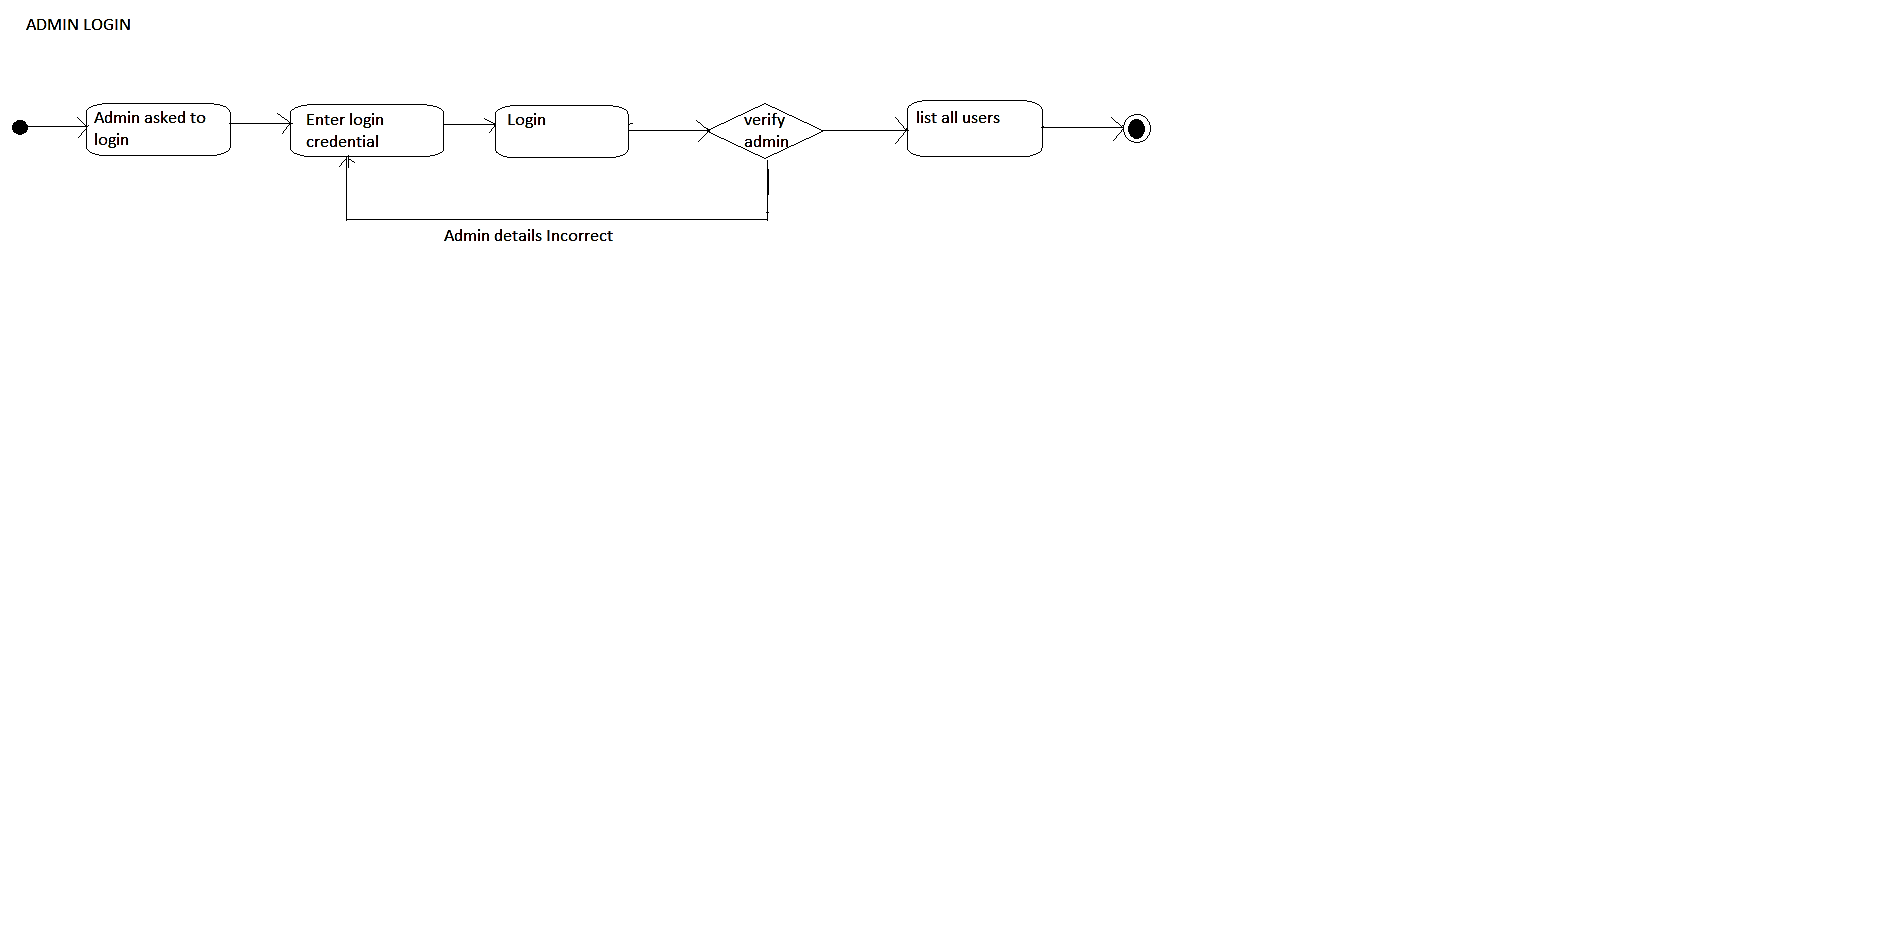 ADMIN LOGIN
Admin asked to
login
Enter login
credential
Login
verify
admin
list all users
Admin details Incorrect